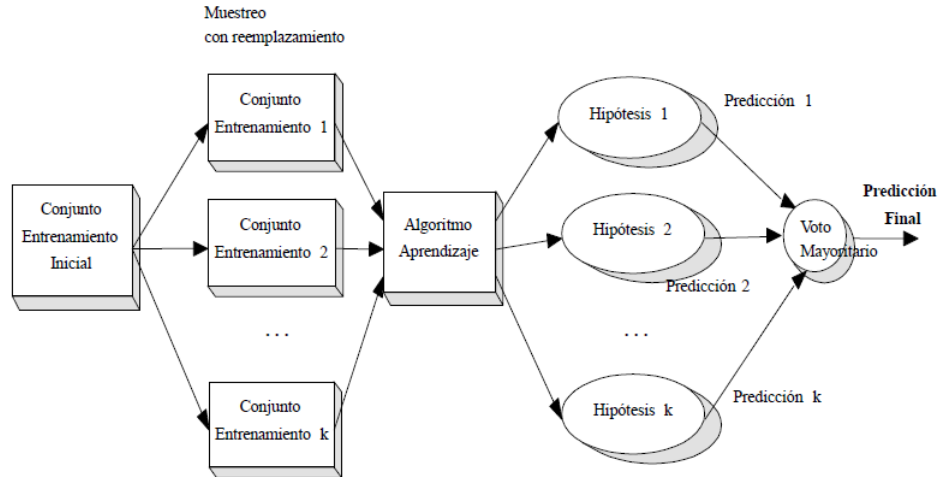 Muestreo
con reemplazamiento
Conjunto
Entrenamiento 1
Conjunto
Entrenamiento
Inicial
Conjunto
Entrenamiento 2
. . .
Conjunto
Entrenamiento k
Algoritmo
Aprendizaje
Hipótesis 1
Predicción 1
Hipótesis 2
Predicción 2
. . .
Hipótesis k
Predicción k
Voto
Mayoritario
Predicción
Final